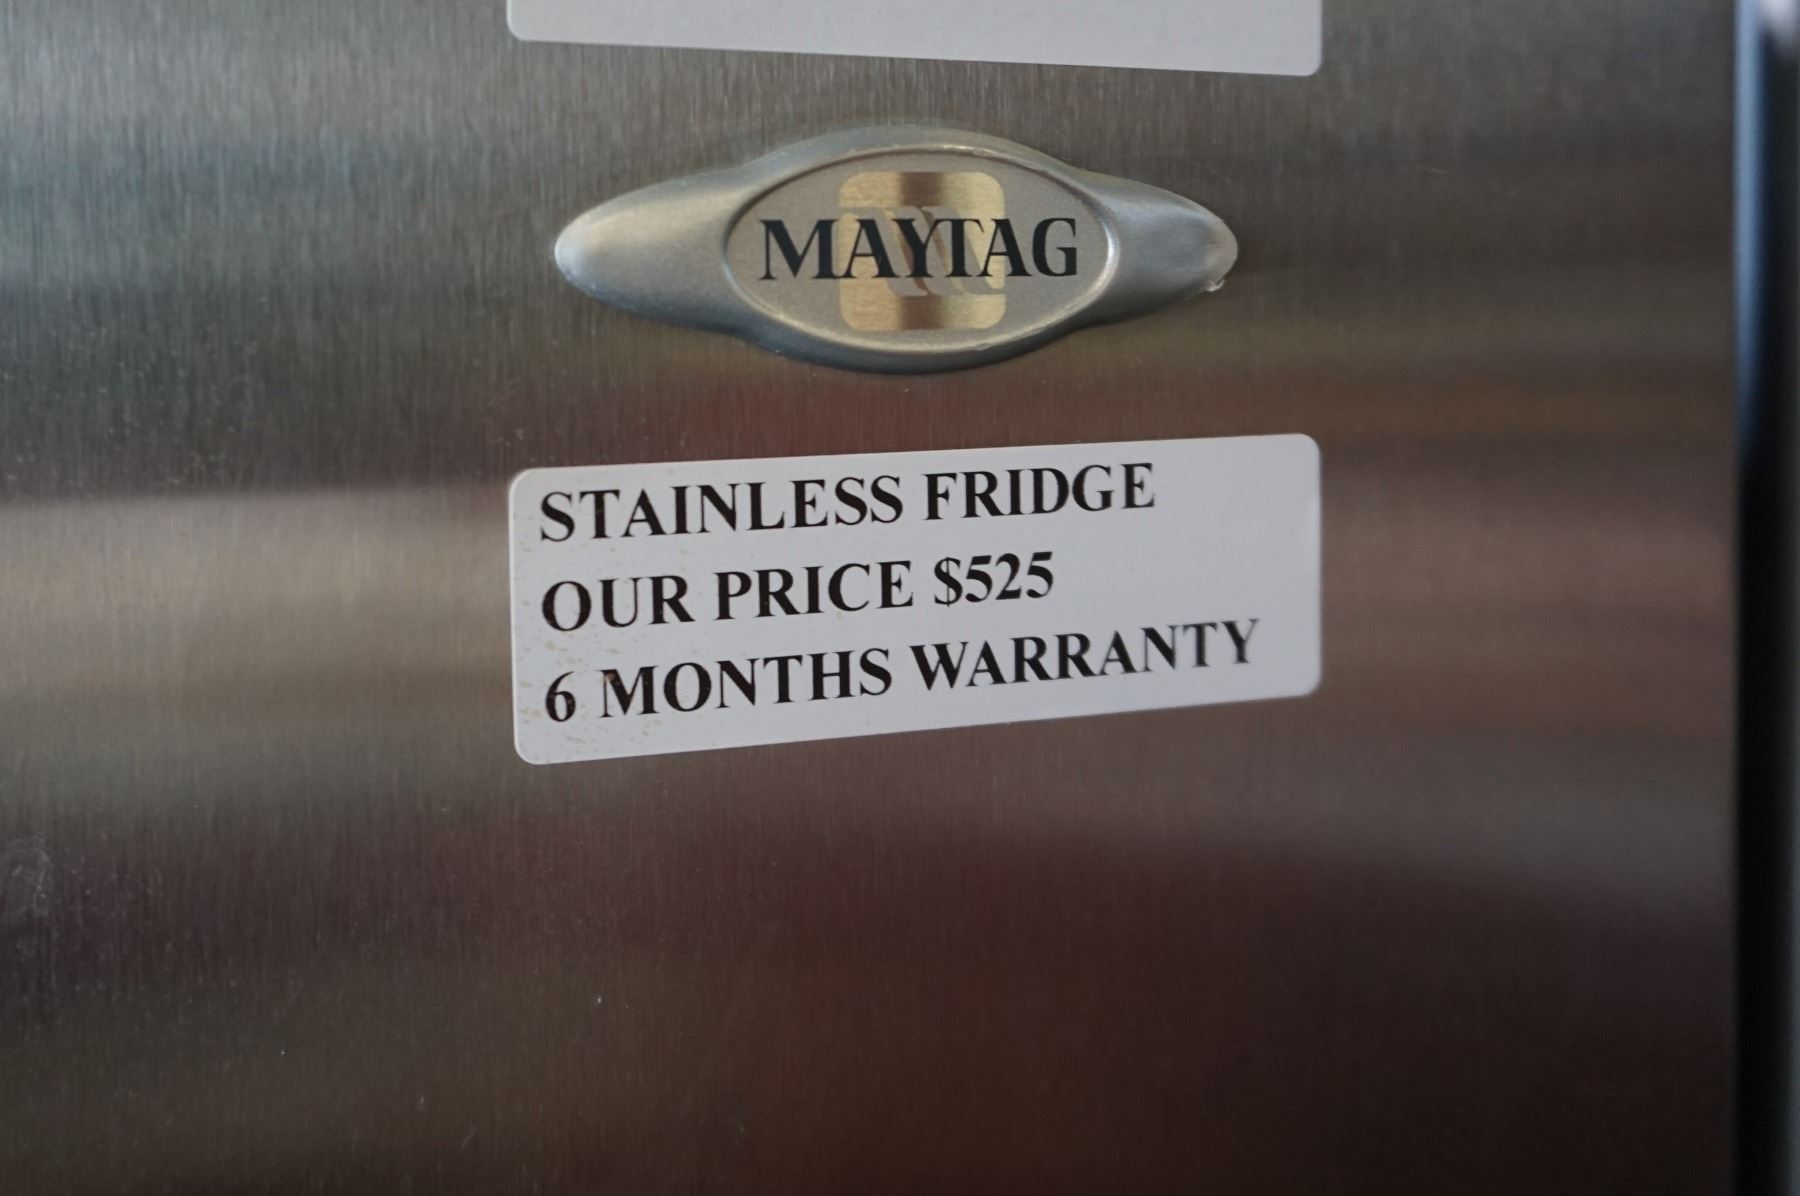 MAYTAG
STAINLESS FRIDGE
OUR PRICE $525
6 MONTHS WARRANTY